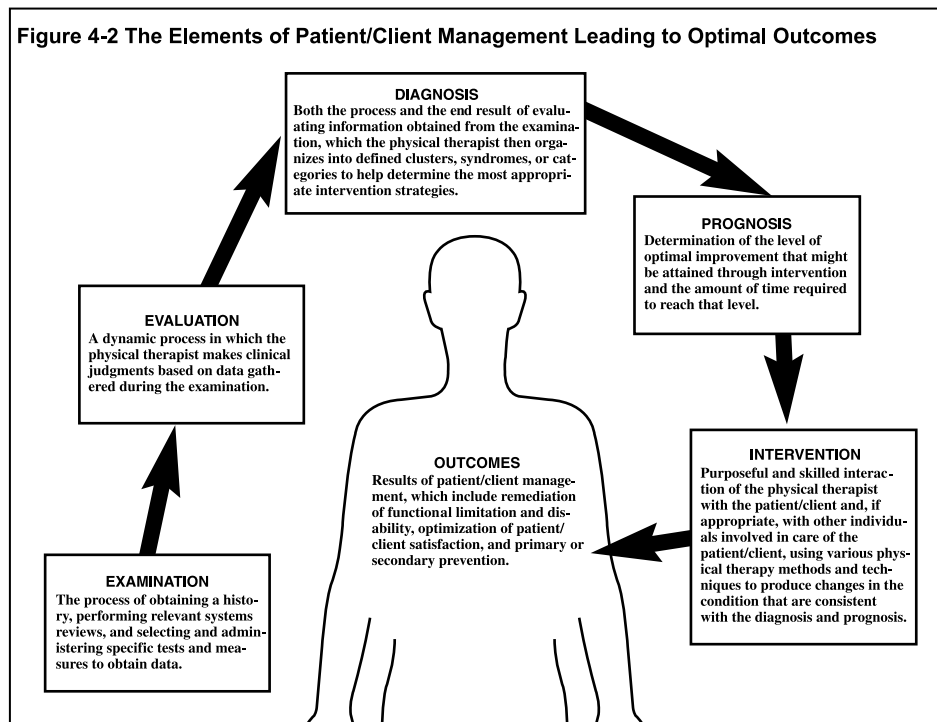 Figure 4-2 The Elements of Patient/Client Management Leading to Optimal Outcomes
DIAGNOSIS
Both the process and the end result of evalu-
ating information obtained from the examina-
tion, which the physical therapist then orga-
nizes into defined clusters, syndromes, or cat-
egories to help determine the most appropri-
ate intervention strategies.
PROGNOSIS
Determination of the level of
optimal improvement that might
be attained through intervention
and the amount of time required
to reach that level.
EVALUATION
A dynamic process in which the
physical therapist makes clinical
judgments based on data gath-
ered during the examination.
EXAMINATION
The process of obtaining a histo-
ry, performing relevant systems
reviews, and selecting and admin-
istering specific tests and mea-
sures to obtain data.
OUTCOMES
Results of patient/client manage-
ment, which include remediation
of functional limitation and dis-
ability, optimization of patient/
client satisfaction, and primary or
secondary prevention.
INTERVENTION
Purposeful and skilled interac-
tion of the physical therapist
with the patient/client and, if
appropriate, with other individu-
als involved in care of the
patient/client, using various phys-
ical therapy methods and tech-
niques to produce changes in the
condition that are consistent
with the diagnosis and prognosis.